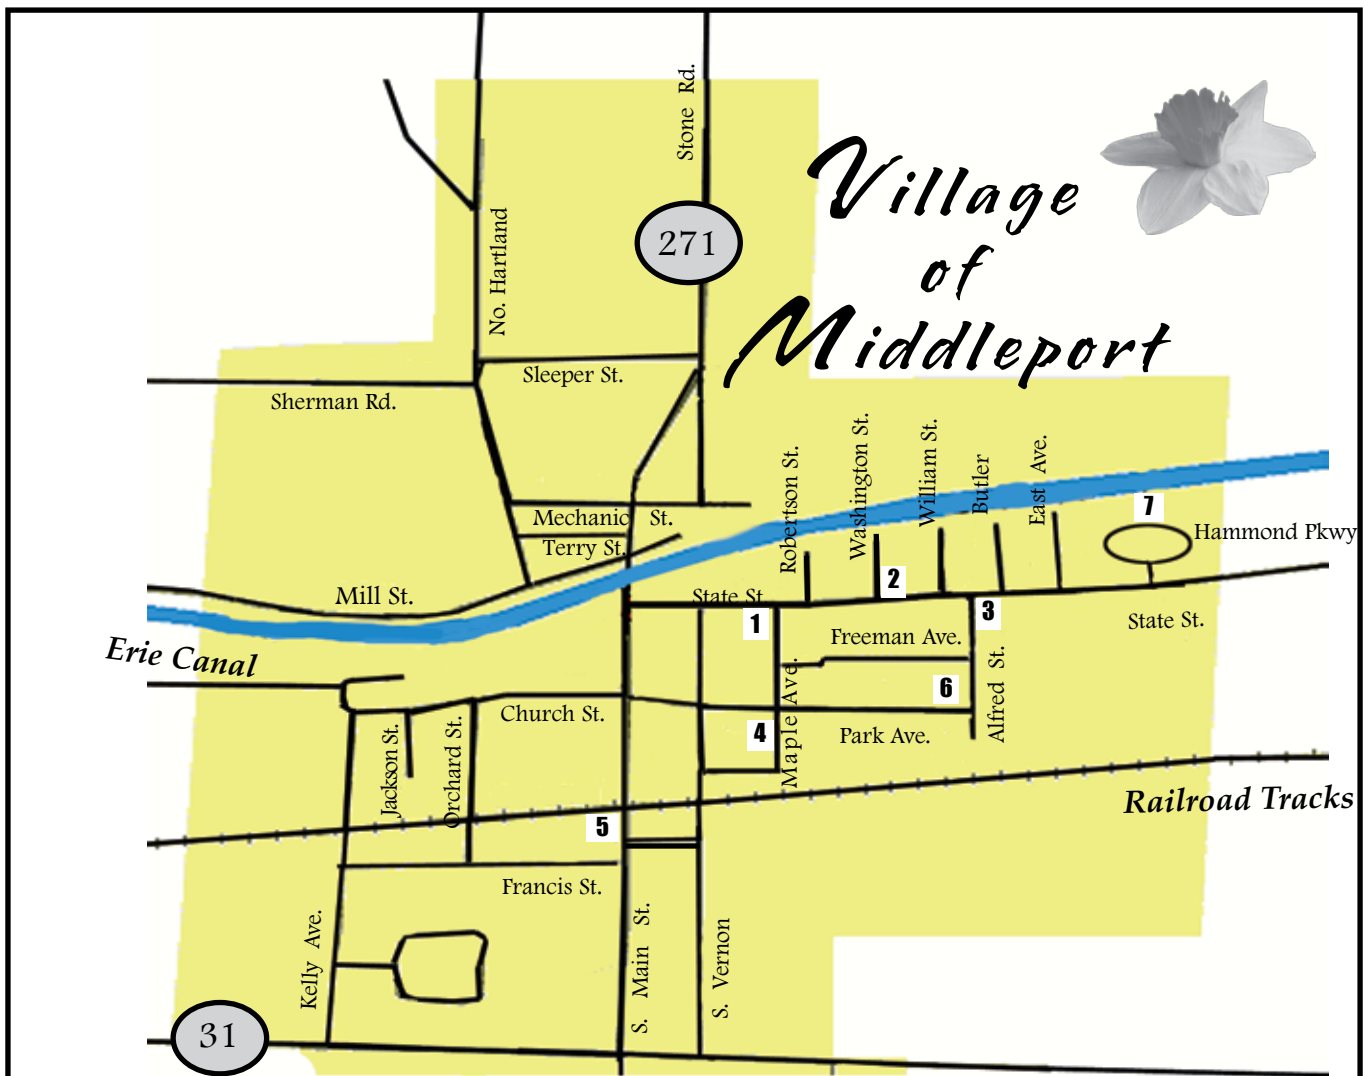 Village
of
Middleport
Stone Rd.
271
No. Hartland
Sleeper St.
Sherman Rd.
Robertson St.
Washington St.
William St.
Butler
East Ave.
7
Hammond Pkwy
Mechanic St.
Terry St.
Mill St.
2
State St.
1
3
State St.
Erie Canal
Freeman Ave.
6
Alfred St.
Church St.
4
Maple Ave.
Park Ave.
Jackson St.
Orchard St.
Railroad Tracks
5
Francis St.
Kelly Ave.
S. Main St.
S. Vernon
31